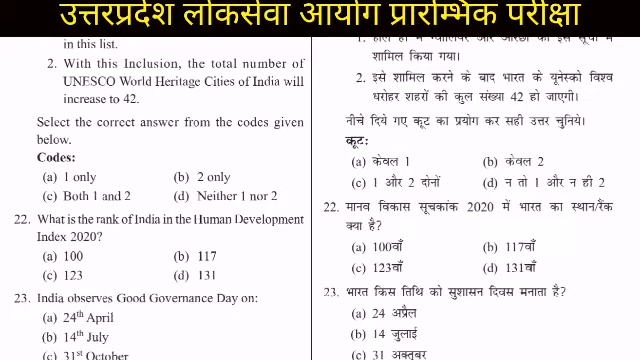 उत्तरप्रदेश लोकसेवा आयोग प्रारम्भिक परीक्षा
in this list.
2. With this Inclusion, the total number of
UNESCO World Heritage Cities of India will
increase to 42.
Select the correct answer from the codes given
below.
Codes:
(a) 1 only (b) 2 only
(c) Both 1 and 2 (d) Neither 1 nor 2
22. What is the rank of India in the Human Development
Index 2020?
(a) 100 (b) 117
(c) 123 (d) 131
23. India observes Good Governance Day on:
(a) 24th April
(b) 14th July
(c) 31st October
1. हाल ही में ग्वालियर और ओरछा को इस सूची में
शामिल किया गया।
2. इसे शामिल करने के बाद भारत के यूनेस्को विश्व
धरोहर शहरों की कुल संख्या 42 हो जाएगी।
नीचे दिये गए कूट का प्रयोग कर सही उत्तर चुनिये।
कूट:
(a) केवल 1 (b) केवल 2
(c) 1 और 2 दोनों (d) न तो 1 और न ही 2
22. मानव विकास सूचकांक 2020 में भारत का स्थान/रैंक
क्या है?
(a) 100वाँ (b) 117वाँ
(c) 123वाँ (d) 131वाँ
23. भारत किस तिथि को सुशासन दिवस मनाता है?
(a) 24 अप्रैल
(b) 14 जुलाई
(c) 31 अक्तूबर